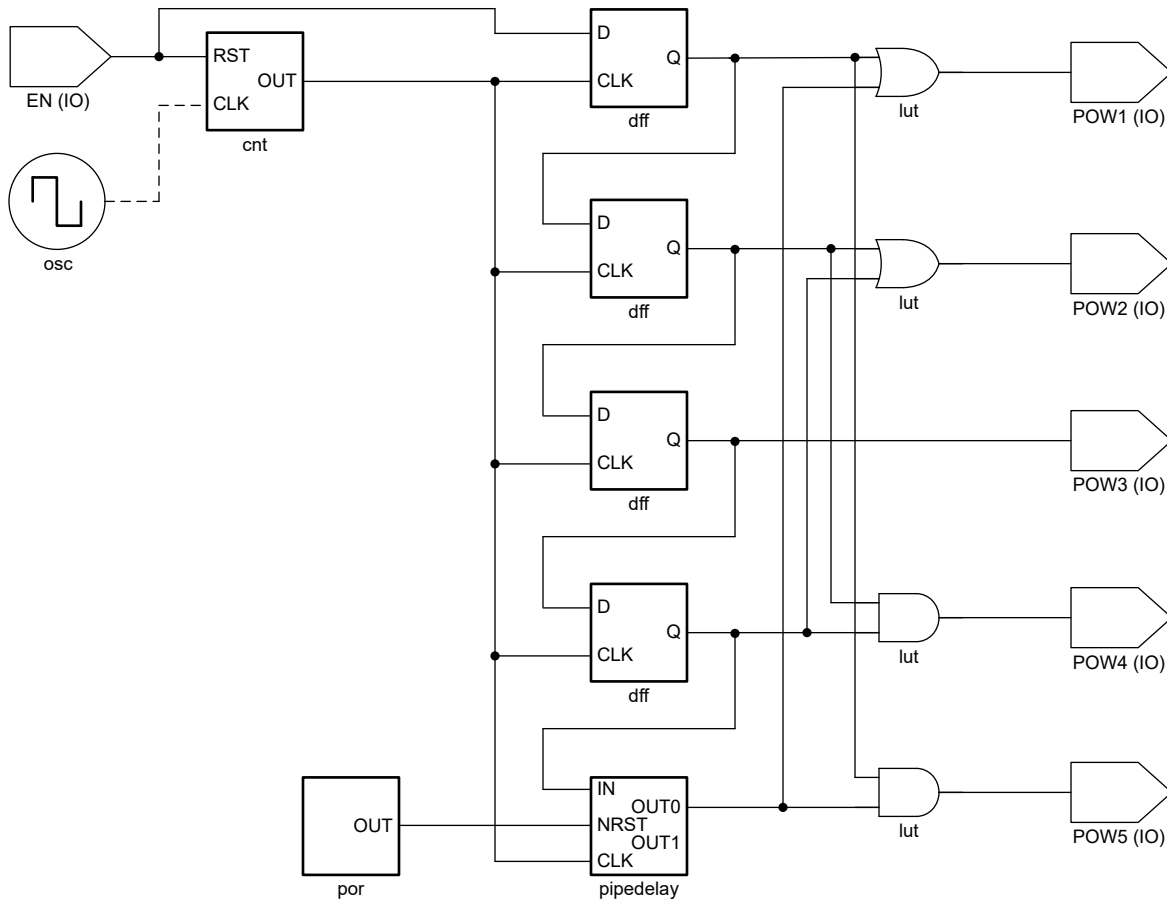 D
Q
CLK
dff
RST
OUT
CLK
cnt
EN (IO)
osc
lut
POW1 (IO)
D
Q
CLK
dff
lut
POW2 (IO)
D
Q
CLK
dff
POW3 (IO)
D
Q
CLK
dff
lut
POW4 (IO)
OUT
por
IN
OUT0
NRST
OUT1
CLK
pipedelay
lut
POW5 (IO)